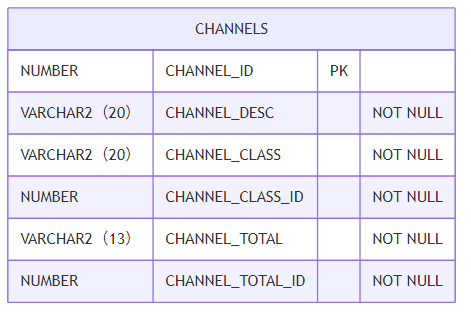 CHANNELS
NUMBER CHANNEL_ID PK
VARCHAR2（20） CHANNEL_DESC NOT NULL
VARCHAR2（20） CHANNEL_CLASS NOT NULL
NUMBER CHANNEL_CLASS_ID NOT NULL
VARCHAR2（13） CHANNEL_TOTAL NOT NULL
NUMBER CHANNEL_TOTAL_ID NOT NULL